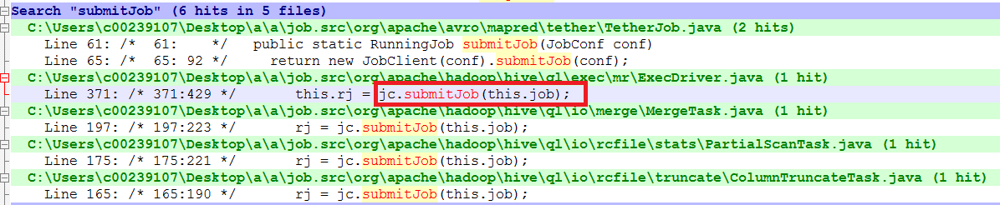 Search "submitJob" (6 hits in 5 files)
C:\Users\c00239107\Desktop\a\a\job.src\org\apache\avro\mapred\tether\TetherJob.java (2 hits)
Line 61: /*  61:    */   public static RunningJob submitJob(JobConf conf)
Line 65: /*  65: 92 */     return new JobClient(conf).submitJob(conf);
C:\Users\c00239107\Desktop\a\a\job.src\org\apache\hadoop\hive\ql\exec\mr\ExecDriver.java (1 hit)
Line 371: /* 371:429 */       this.rj = jc.submitJob(this.job);
C:\Users\c00239107\Desktop\a\a\job.src\org\apache\hadoop\hive\ql\io\merge\MergeTask.java (1 hit)
Line 197: /* 197:223 */       rj = jc.submitJob(this.job);
C:\Users\c00239107\Desktop\a\a\job.src\org\apache\hadoop\hive\ql\io\rcfile\stats\PartialScanTask.java (1 hit)
Line 175: /* 175:221 */       rj = jc.submitJob(this.job);
C:\Users\c00239107\Desktop\a\a\job.src\org\apache\hadoop\hive\ql\io\rcfile\truncate\ColumnTruncateTask.java (1 hit)
Line 165: /* 165:190 */       rj = jc.submitJob(this.job);